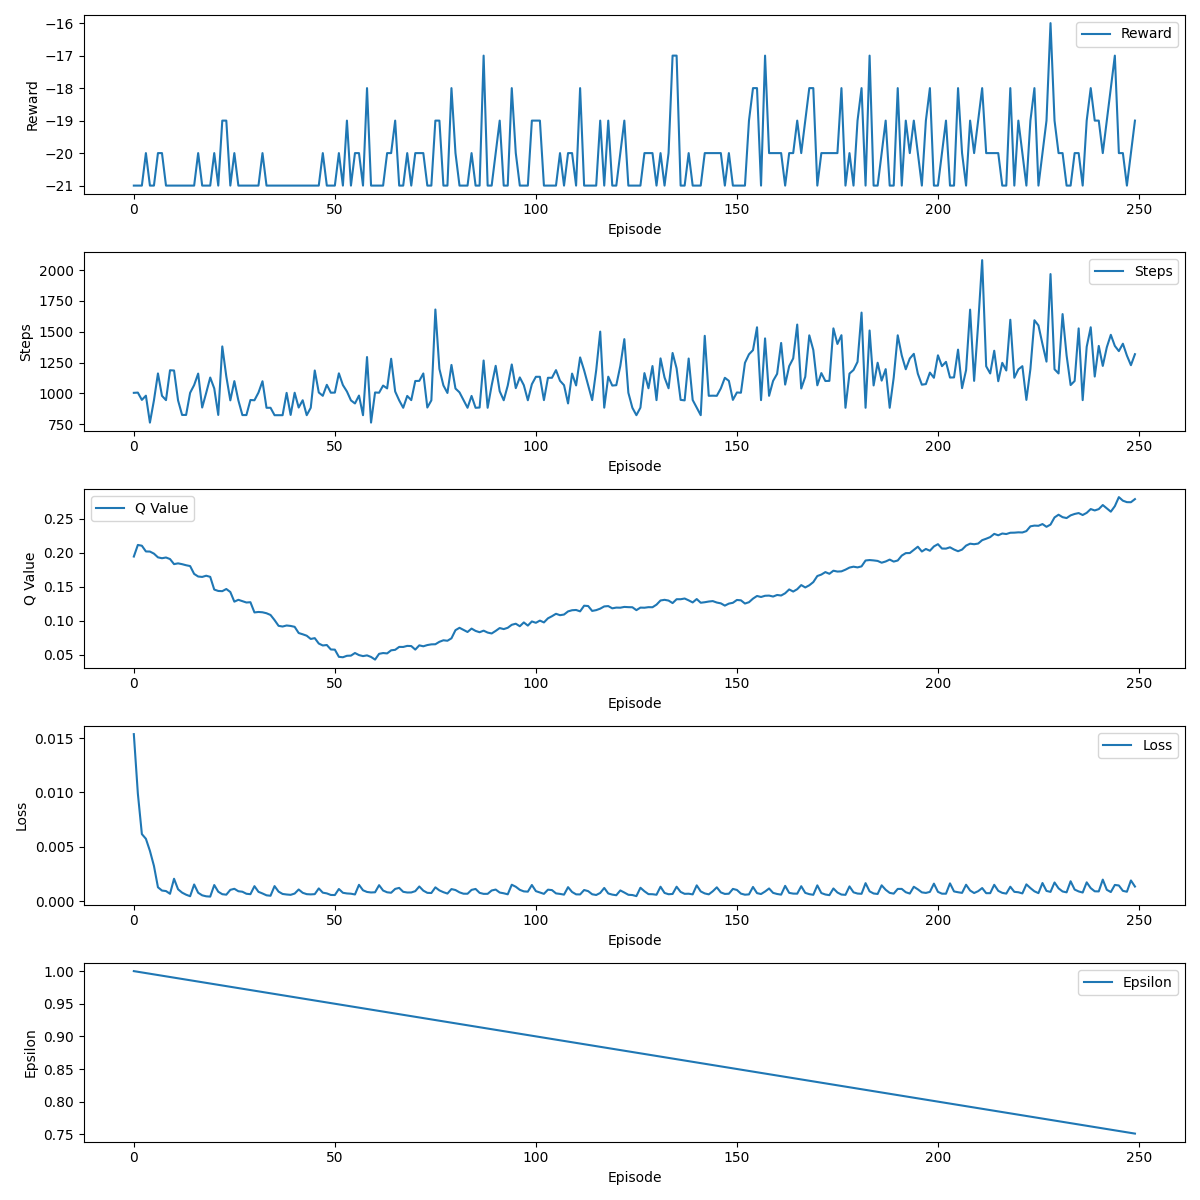 Reward
−16
−17
−18
−19
−20
−21
Reward
0 50 100 150 200 250
Episode
Steps
2000
1750
1500
1250
1000
750
Steps
0 50 100 150 200 250
Episode
Q Value
0.25
0.20
0.15
0.10
0.05
Q Value
0 50 100 150 200 250
Episode
Loss
0.015
0.010
0.005
0.000
Loss
0 50 100 150 200 250
Episode
Epsilon
1.00
0.95
0.90
0.85
0.80
0.75
Epsilon
0 50 100 150 200 250
Episode